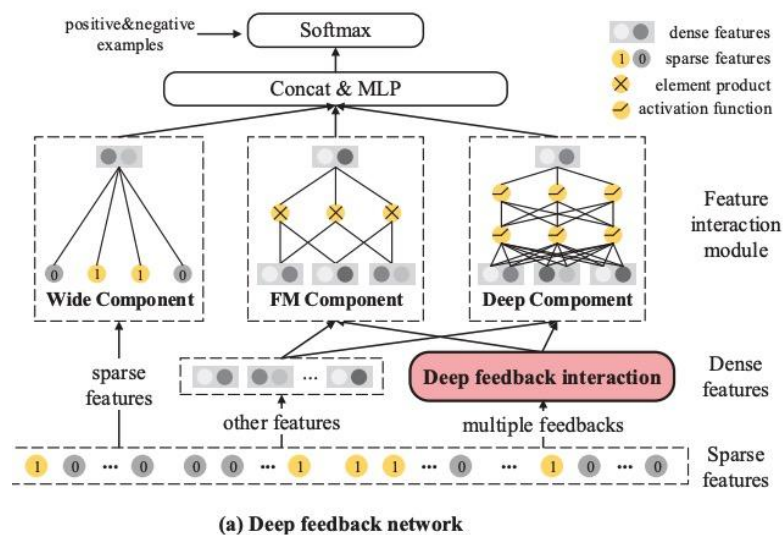 positive&negative
examples
Softmax
Concat & MLP
dense features
1 0 sparse features
element product
activation function
0 1 1 0
Wide Component
FM Component
Deep Compoment
Feature
interaction
module
sparse
features
...
Deep feedback interaction
Dense
features
other features
multiple feedbacks
1 0 ... 0 0 0 ... 1 1 1 ... 0 ... 1 0 ... 0
Sparse
features
(a) Deep feedback network